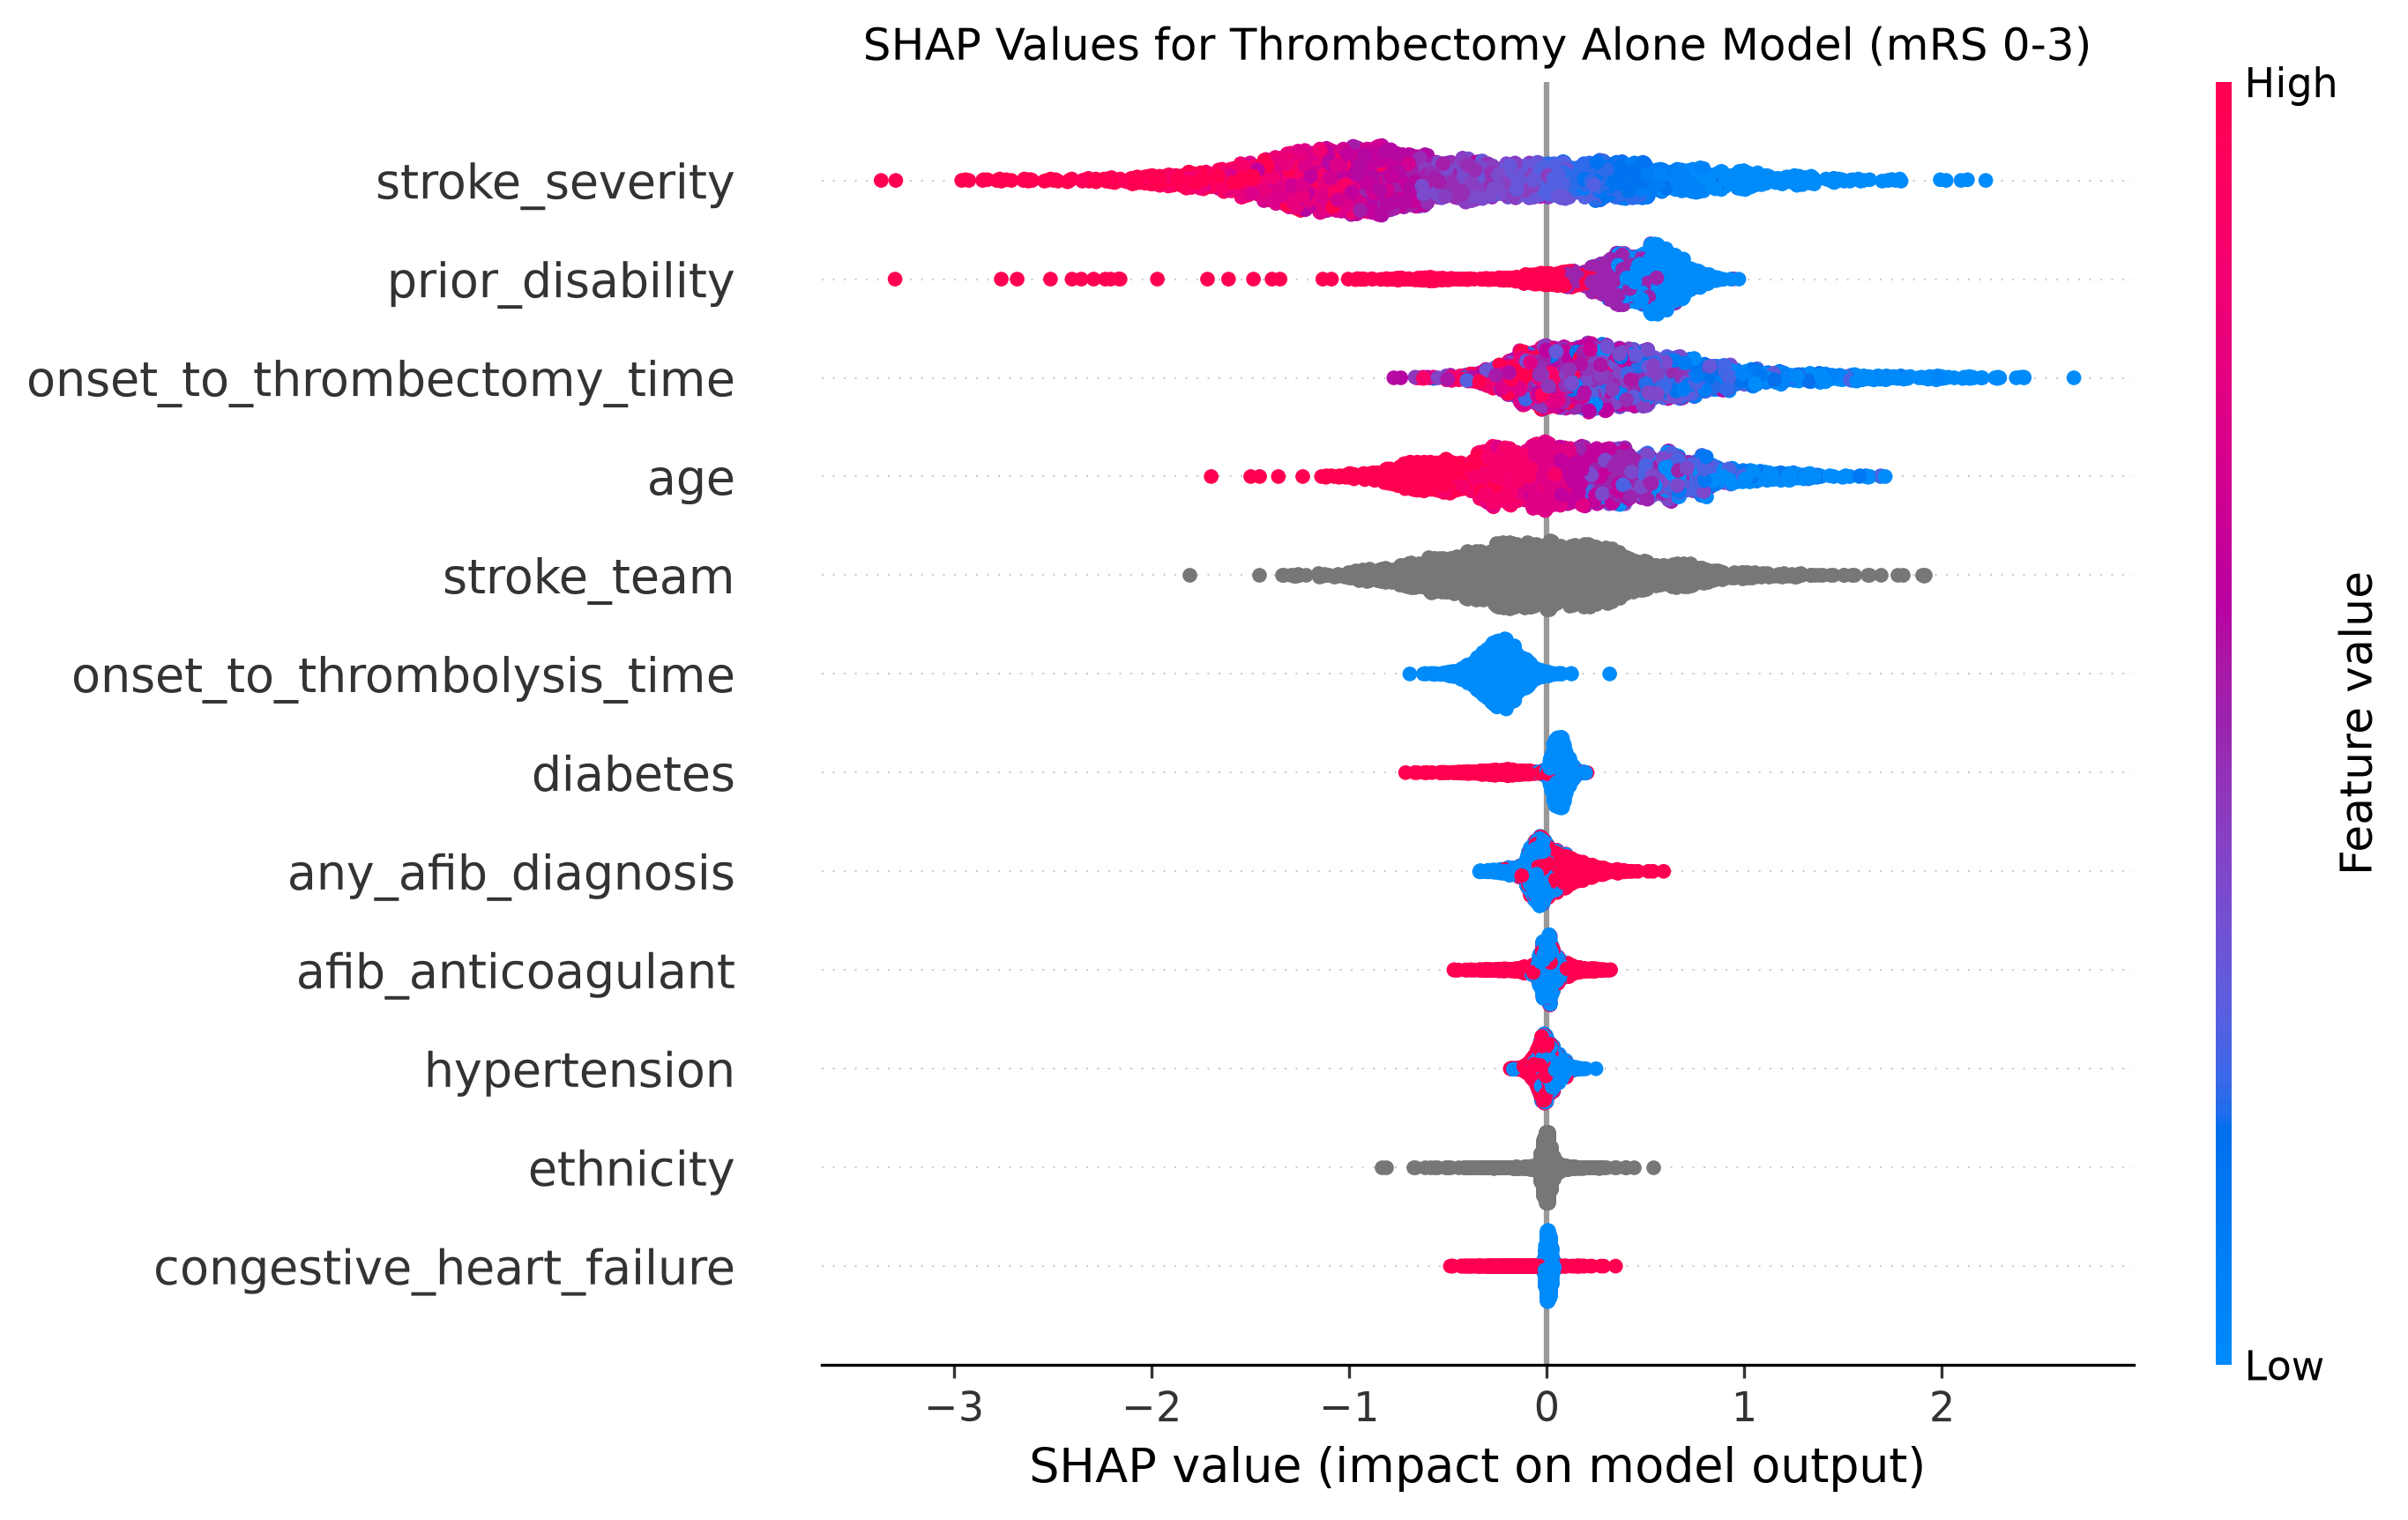 SHAP Values for Thrombectomy Alone Model (mRS 0-3)
High
stroke_severity
prior_disability
onset_to_thrombectomy_time
age
stroke_team
onset_to_thrombolysis_time
diabetes
any_afib_diagnosis
afib_anticoagulant
hypertension
ethnicity
congestive_heart_failure
Feature value
Low
−3 −2 −1 0 1 2
SHAP value (impact on model output)